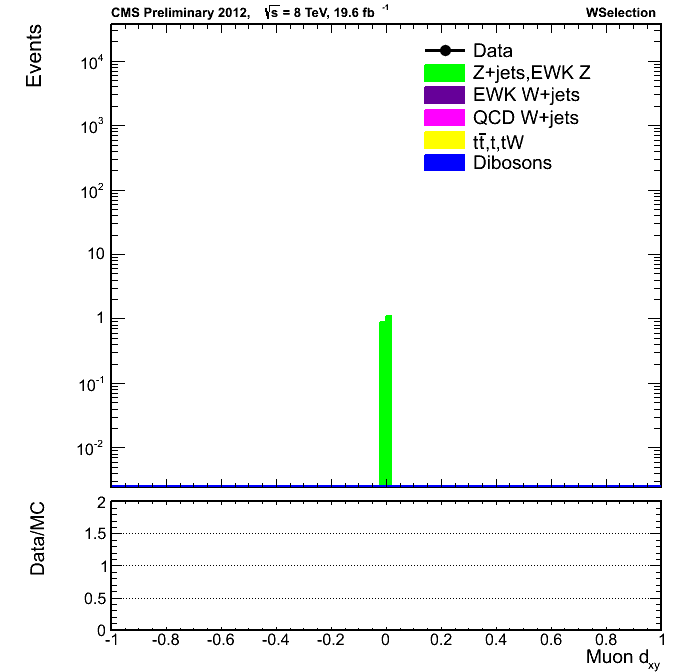 CMS Preliminary 2012, √s = 8 TeV, 19.6 fb⁻¹ WSelection
Events
10⁴
10³
10²
10
1
10⁻¹
10⁻²
Data
Z+jets,EWK Z
EWK W+jets
QCD W+jets
tt̅,t,tW
Dibosons
Data/MC
2
1.5
1
0.5
0
-1 -0.8 -0.6 -0.4 -0.2 0 0.2 0.4 0.6 0.8 1
Muon d_xy